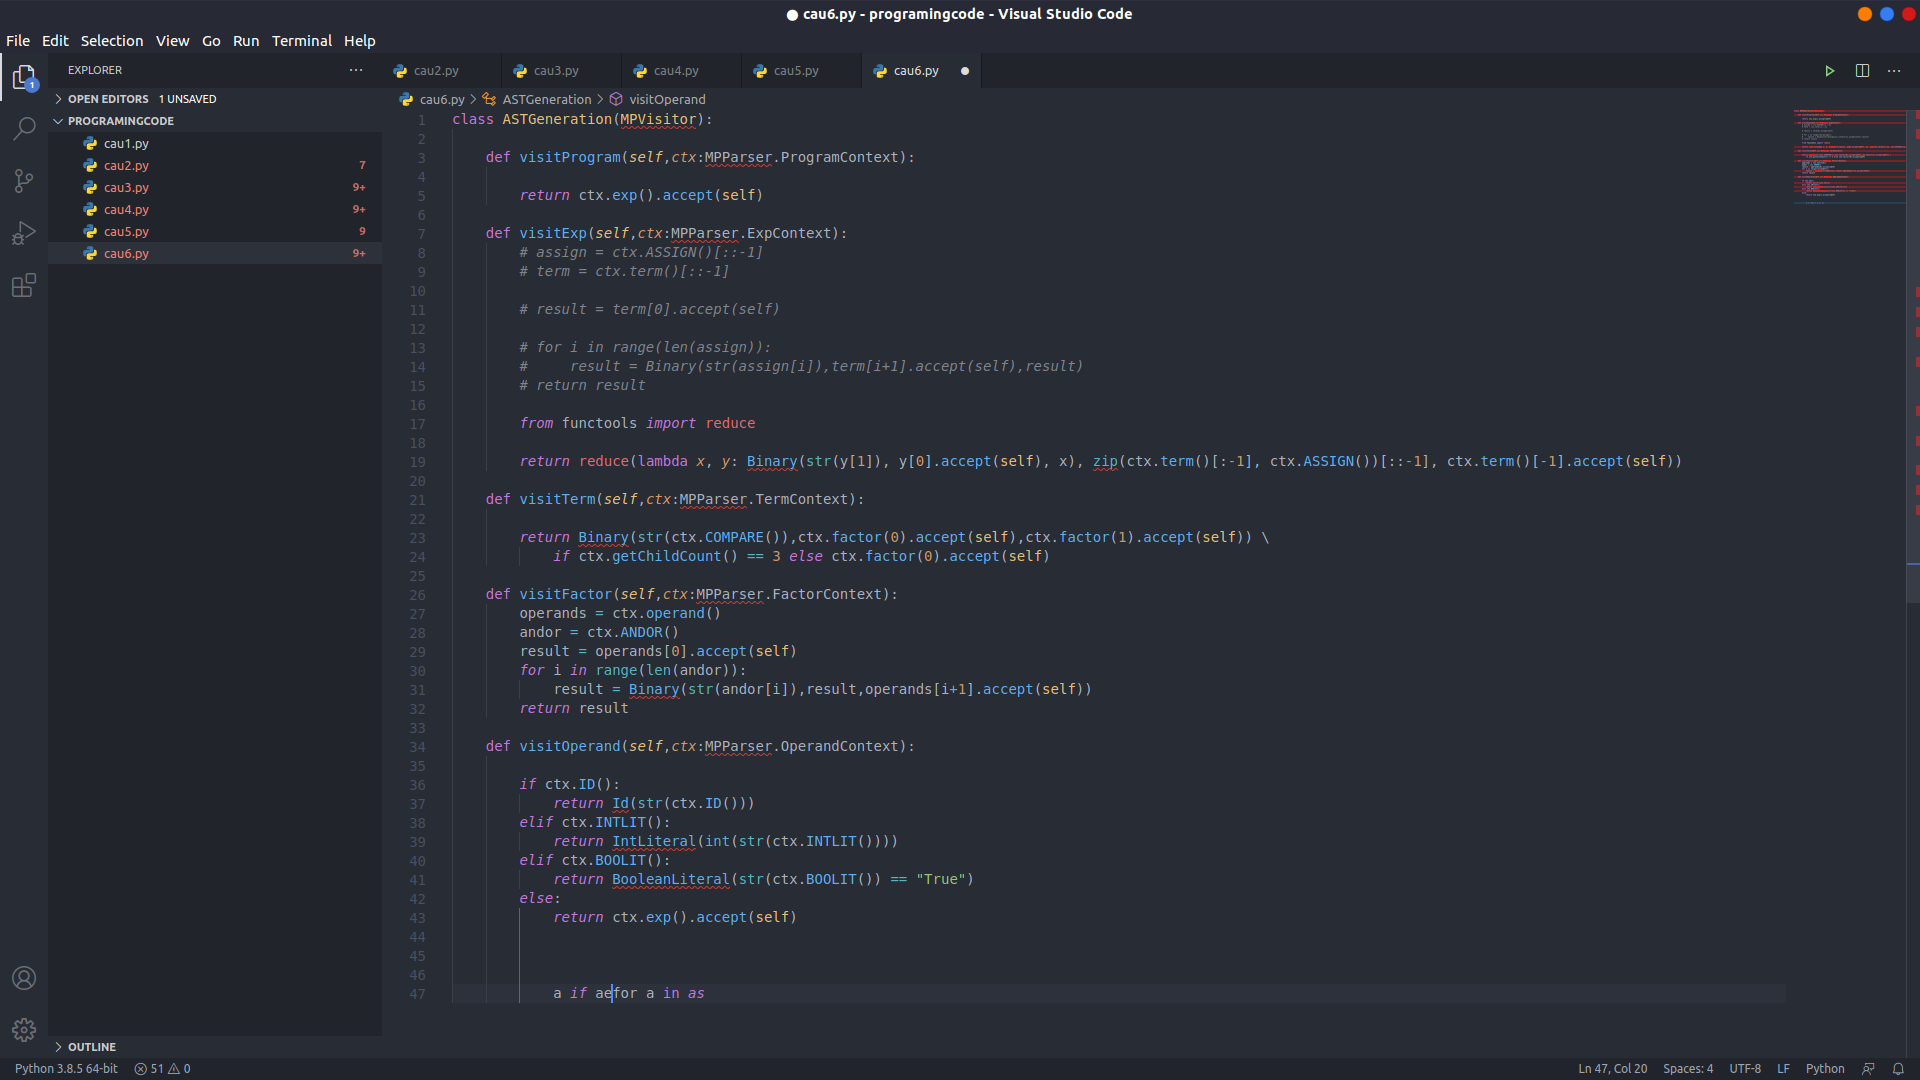 cau6.py - programingcode - Visual Studio Code
File Edit Selection View Go Run Terminal Help
EXPLORER
cau2.py cau3.py cau4.py cau5.py cau6.py
OPEN EDITORS 1 UNSAVED
cau6.py > ASTGeneration > visitOperand
PROGRAMINGCODE
cau1.py
cau2.py 7
cau3.py 9+
cau4.py 9+
cau5.py 9
cau6.py 9+
1 class ASTGeneration(MPVisitor):
2
3 def visitProgram(self,ctx:MPParser.ProgramContext):
4
5 return ctx.exp().accept(self)
6
7 def visitExp(self,ctx:MPParser.ExpContext):
8 # assign = ctx.ASSIGN()[::-1]
9 # term = ctx.term()[::-1]
10
11 # result = term[0].accept(self)
12
13 # for i in range(len(assign)):
14 #     result = Binary(str(assign[i]),term[i+1].accept(self),result)
15 # return result
16
17 from functools import reduce
18
19 return reduce(lambda x, y: Binary(str(y[1]), y[0].accept(self), x), zip(ctx.term()[:-1], ctx.ASSIGN())[::-1], ctx.term()[-1].accept(self))
20
21 def visitTerm(self,ctx:MPParser.TermContext):
22
23 return Binary(str(ctx.COMPARE()),ctx.factor(0).accept(self),ctx.factor(1).accept(self)) \
24 if ctx.getChildCount() == 3 else ctx.factor(0).accept(self)
25
26 def visitFactor(self,ctx:MPParser.FactorContext):
27 operands = ctx.operand()
28 andor = ctx.ANDOR()
29 result = operands[0].accept(self)
30 for i in range(len(andor)):
31 result = Binary(str(andor[i]),result,operands[i+1].accept(self))
32 return result
33
34 def visitOperand(self,ctx:MPParser.OperandContext):
35
36 if ctx.ID():
37 return Id(str(ctx.ID()))
38 elif ctx.INTLIT():
39 return IntLiteral(int(str(ctx.INTLIT())))
40 elif ctx.BOOLIT():
41 return BooleanLiteral(str(ctx.BOOLIT()) == "True")
42 else:
43 return ctx.exp().accept(self)
44
45
46
47 a if aefor a in as
OUTLINE
Python 3.8.5 64-bit 51 0 Ln 47, Col 20 Spaces: 4 UTF-8 LF Python